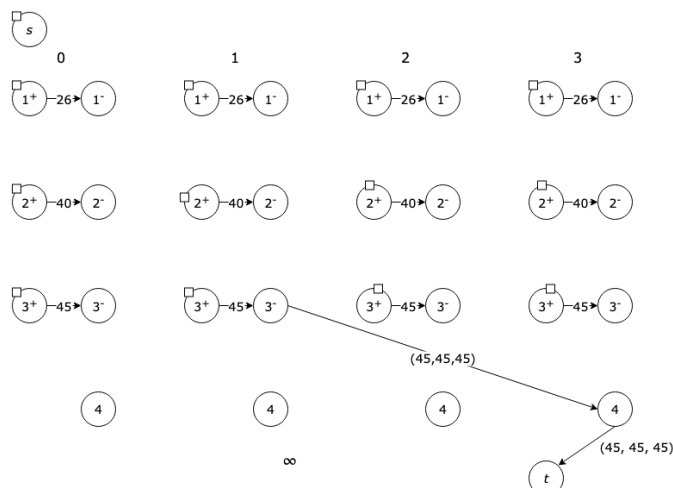 s
0 1 2 3
1+ 26 1- 1+ 26 1- 1+ 26 1- 1+ 26 1-
2+ 40 2- 2+ 40 2- 2+ 40 2- 2+ 40 2-
3+ 45 3- 3+ 45 3- 3+ 45 3- 3+ 45 3-
(45,45,45)
4 4 4 4
(45, 45, 45)
∞
t